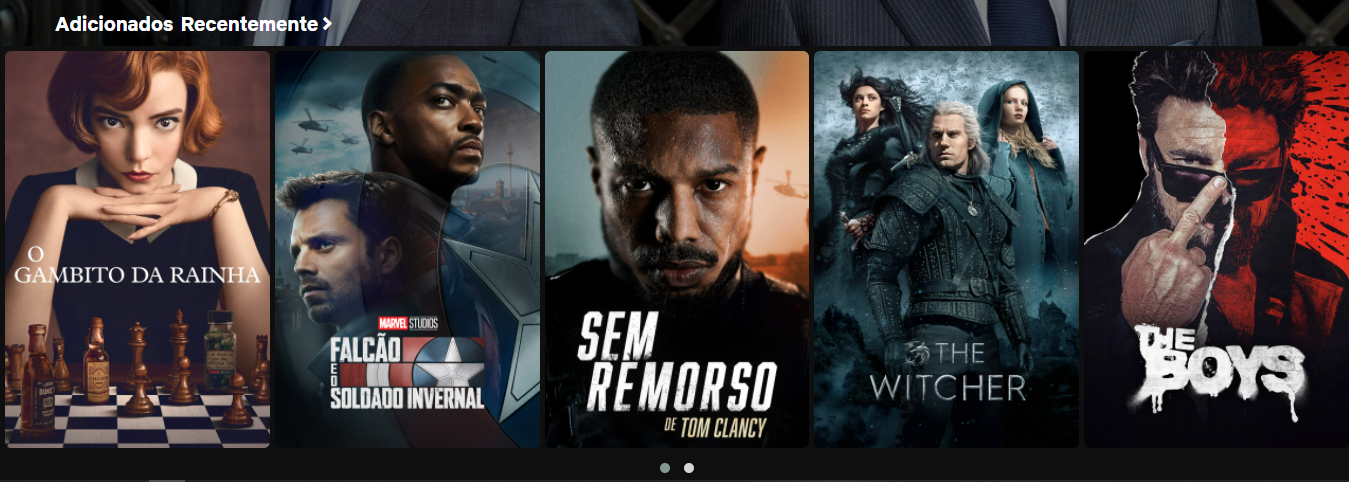 Adicionados Recentemente
O
GAMBITO DA RAINHA
MARVEL STUDIOS
FALCÃO
E O
SOLDADO INVERNAL
SEM
REMORSO
DE TOM CLANCY
THE
WITCHER
THE
BOYS